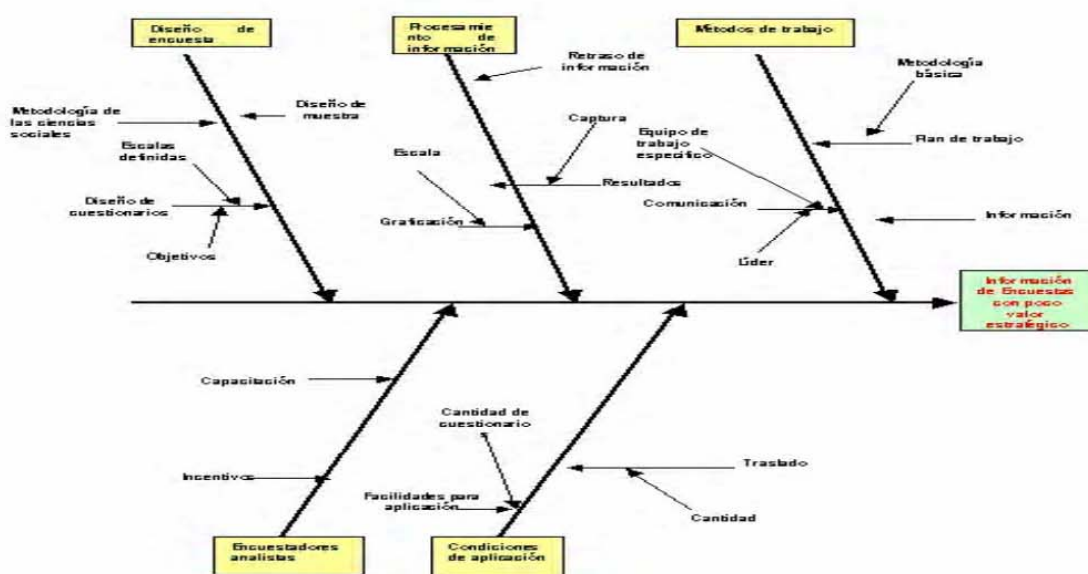 Diseño de
encuesta
Procesamie
nto de
información
Métodos de trabajo
Retraso de
información
Metodología
básica
Metodología de
las ciencias
sociales
Diseño de
muestra
Captura
Equipo de
trabajo
específico
Plan de trabajo
Escalas
definidas
Escala
Resultados
Diseño de
cuestionarios
Comunicación
Objetivos
Graficación
Información
Líder
Información
de Encuestas
con poco
valor
estratégico
Capacitación
Cantidad de
cuestionario
Incentivos
Traslado
Facilidades para
aplicación
Cantidad
Encuestadores
analistas
Condiciones
de aplicación